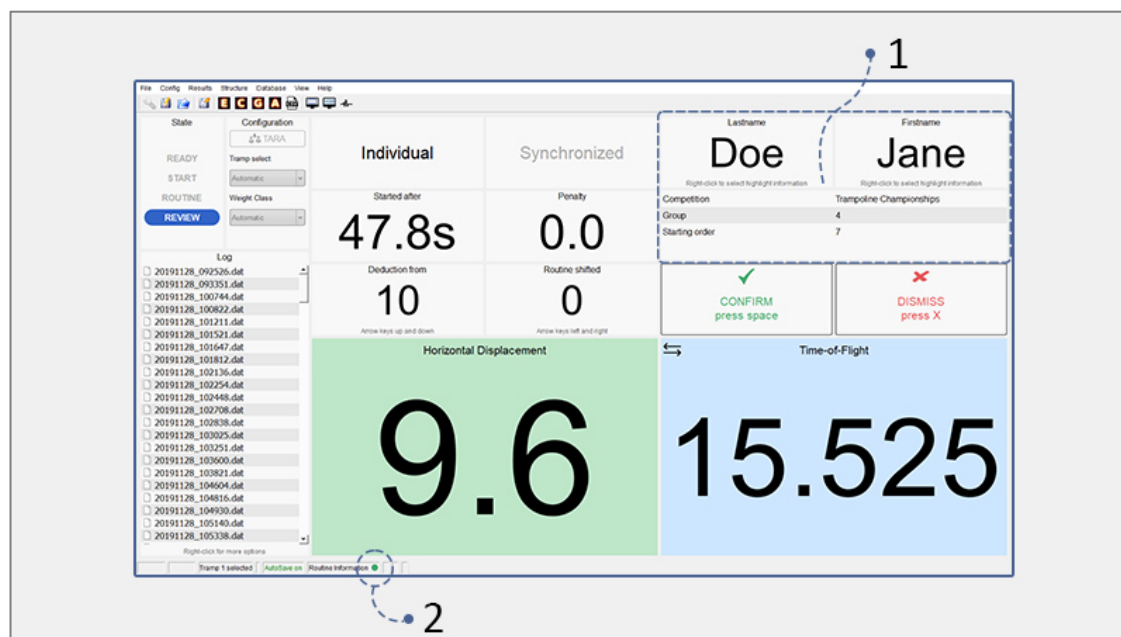 1
File Config Results Structure Database View Help
E C G A
State
Configuration
TARA
READY
Tramp select
START
Automatic
ROUTINE
Weight Class
REVIEW
Automatic
Individual
Synchronized
Lastname
Firstname
Doe
Jane
Right-click to select highlight information
Right-click to select highlight information
Started after
Penalty
47.8s
0.0
Competition Trampoline Championships
Group 4
Starting order 7
Log
20191128_092526.dat
20191128_093351.dat
20191128_100744.dat
20191128_100822.dat
20191128_101211.dat
20191128_101521.dat
20191128_101647.dat
20191128_101812.dat
20191128_102136.dat
20191128_102254.dat
20191128_102448.dat
20191128_102708.dat
20191128_102838.dat
20191128_103025.dat
20191128_103251.dat
20191128_103600.dat
20191128_103821.dat
20191128_104604.dat
20191128_104816.dat
20191128_104930.dat
20191128_105140.dat
20191128_105338.dat
Right-click for more options
Deduction from
Routine shifted
10
0
Arrow keys up and down
Arrow keys left and right
CONFIRM
press space
DISMISS
press X
Horizontal Displacement
9.6
Time-of-Flight
15.525
Tramp 1 selected AutoSave on Routine Information
2